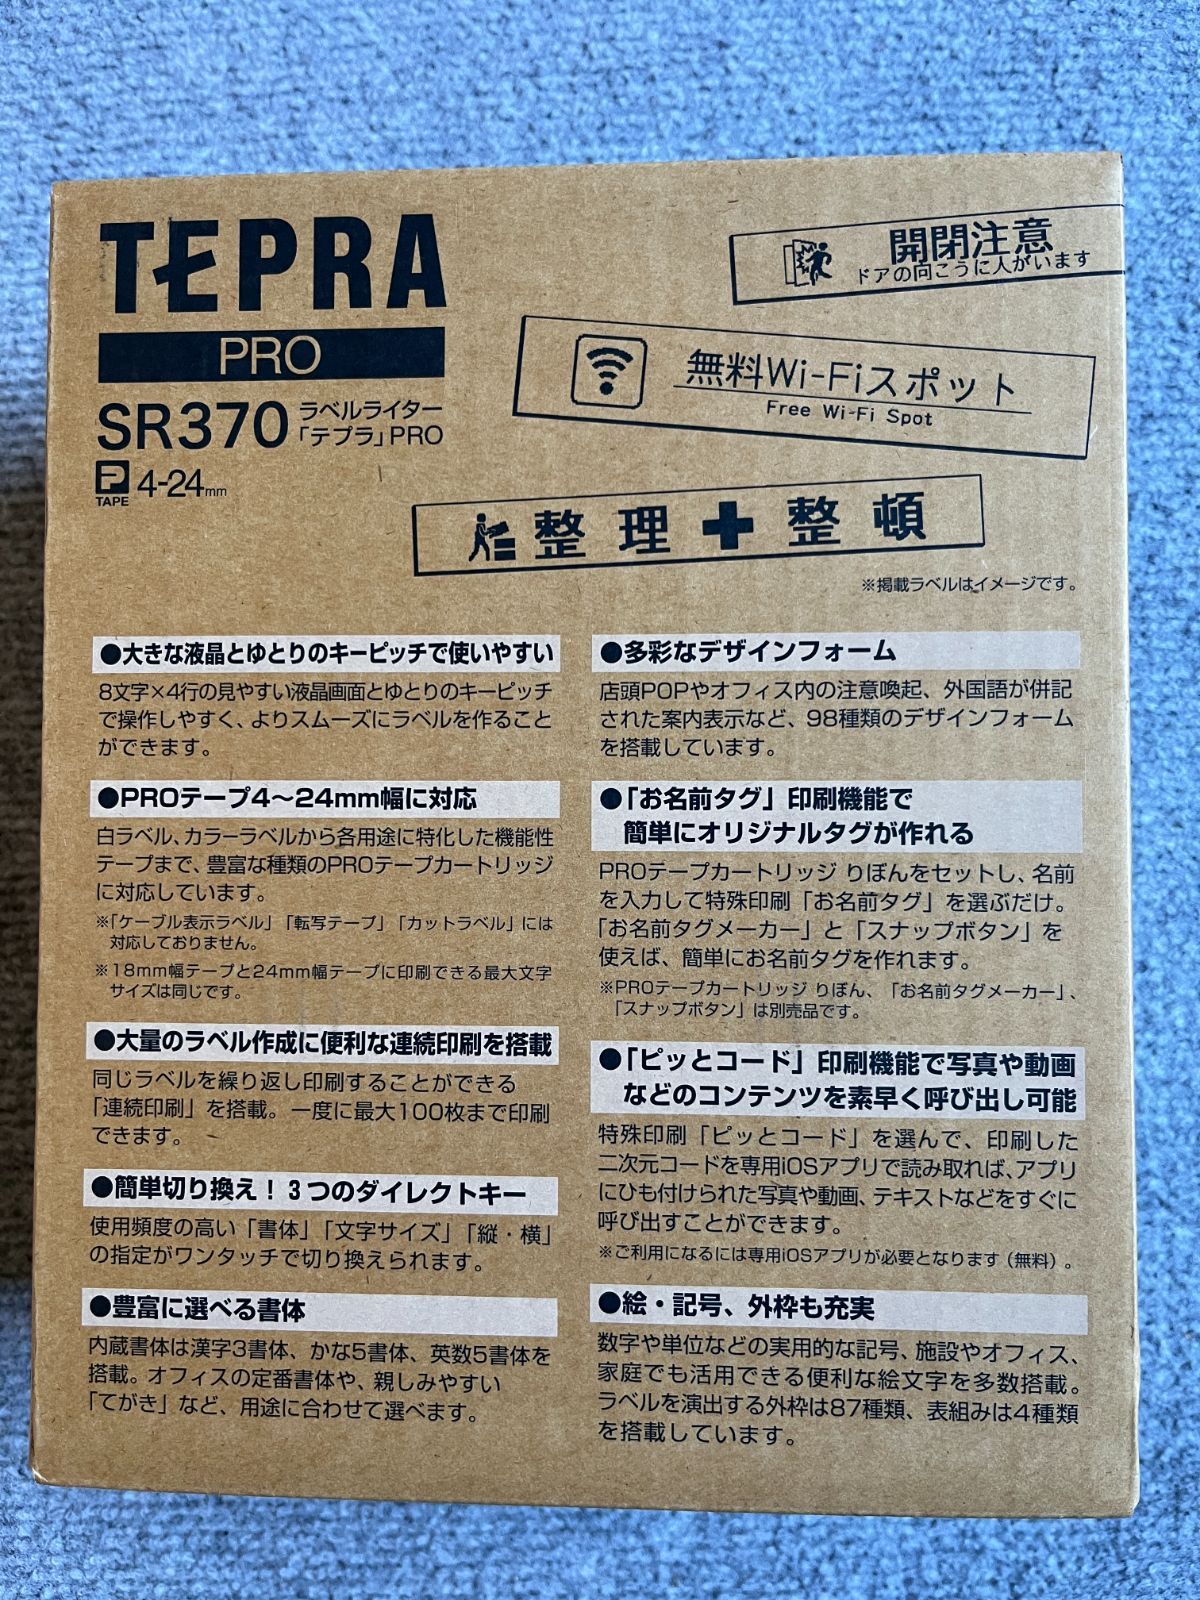 TEPRA
PRO
SR370 ラベルライター
「テプラ」PRO
P
TAPE
4-24mm
開閉注意
ドアの向こうに人がいます
無料Wi-Fiスポット
Free Wi-Fi Spot
整理✚整頓
※掲載ラベルはイメージです。
●大きな液晶とゆとりのキーピッチで使いやすい
8文字×4行の見やすい液晶画面とゆとりのキーピッチ
で操作しやすく、よりスムーズにラベルを作ること
ができます。
●PROテープ4〜24mm幅に対応
白ラベル、カラーラベルから各用途に特化した機能性
テープまで、豊富な種類のPROテープカートリッジ
に対応しています。
※「ケーブル表示ラベル」「転写テープ」「カットラベル」には
対応しておりません。
※18mm幅テープと24mm幅テープに印刷できる最大文字
サイズは同じです。
●大量のラベル作成に便利な連続印刷を搭載
同じラベルを繰り返し印刷することができる
「連続印刷」を搭載。一度に最大100枚まで印刷
できます。
●簡単切り換え！3つのダイレクトキー
使用頻度の高い「書体」「文字サイズ」「縦・横」
の指定がワンタッチで切り換えられます。
●豊富に選べる書体
内蔵書体は漢字3書体、かな5書体、英数5書体を
搭載。オフィスの定番書体や、親しみやすい
「てがき」など、用途に合わせて選べます。
●多彩なデザインフォーム
店頭POPやオフィス内の注意喚起、外国語が併記
された案内表示など、98種類のデザインフォーム
を搭載しています。
●「お名前タグ」印刷機能で
簡単にオリジナルタグが作れる
PROテープカートリッジ りぼんをセットし、名前
を入力して特殊印刷「お名前タグ」を選ぶだけ。
「お名前タグメーカー」と「スナップボタン」を
使えば、簡単にお名前タグを作れます。
※PROテープカートリッジ りぼん、「お名前タグメーカー」、
「スナップボタン」は別売品です。
●「ピッとコード」印刷機能で写真や動画
などのコンテンツを素早く呼び出し可能
特殊印刷「ピッとコード」を選んで、印刷した
二次元コードを専用iOSアプリで読み取れば、アプリ
にひも付けられた写真や動画、テキストなどをすぐに
呼び出すことができます。
※ご利用になるには専用iOSアプリが必要となります（無料）。
●絵・記号、外枠も充実
数字や単位などの実用的な記号、施設やオフィス、
家庭でも活用できる便利な絵文字を多数搭載。
ラベルを演出する外枠は87種類、表組みは4種類
を搭載しています。